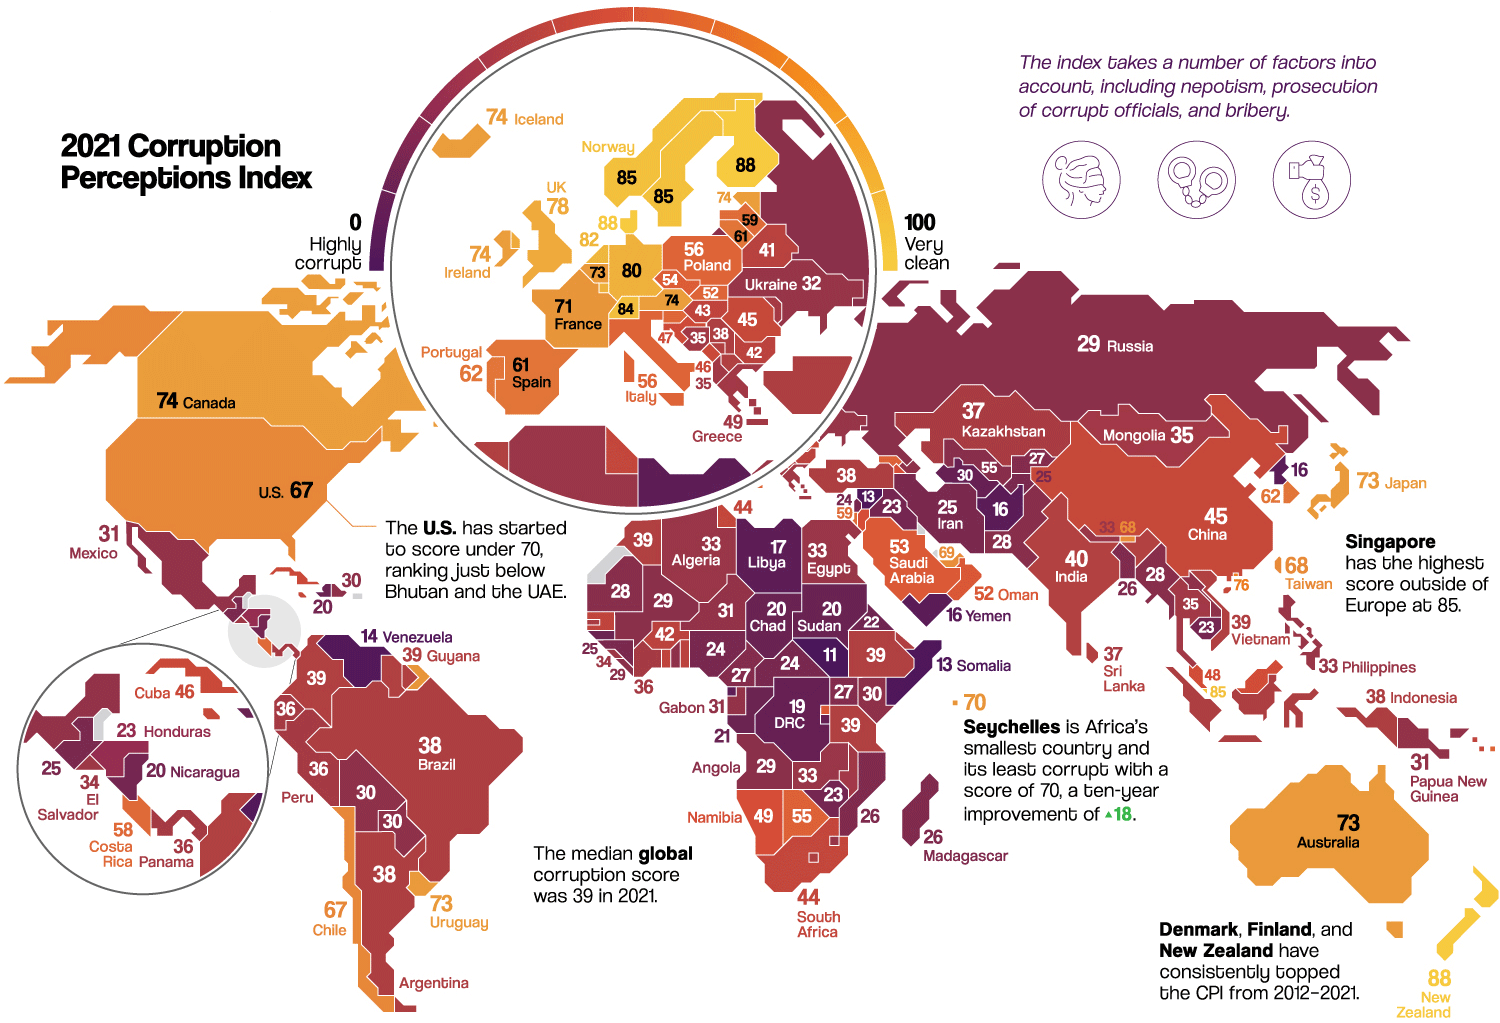 2021 Corruption
Perceptions Index
The index takes a number of factors into
account, including nepotism, prosecution
of corrupt officials, and bribery.
0
Highly
corrupt
100
Very
clean
74 Iceland
Norway
85
85
88
UK
78
74
Ireland
88
82
74
59
61
41
56
Poland
73
80
54
52
Ukraine 32
71
France
84
74
43
45
47
35
38
42
46
35
Portugal
62
61
Spain
56
Italy
49
Greece
74 Canada
U.S. 67
The U.S. has started
to score under 70,
ranking just below
Bhutan and the UAE.
31
Mexico
30
20
14 Venezuela
39 Guyana
39
36
38
Brazil
36
Peru
30
30
38
67
Chile
73
Uruguay
Argentina
Cuba 46
23 Honduras
25
34
El
Salvador
20 Nicaragua
58
Costa
Rica
36
Panama
The median global
corruption score
was 39 in 2021.
44
39
33
Algeria
17
Libya
33
Egypt
28
29
31
20
Chad
20
Sudan
22
25
34
29
42
36
24
27
24
11
39
13 Somalia
Gabon 31
21
19
DRC
27
30
39
Angola
29
33
23
26
Namibia
49
55
44
South
Africa
26
Madagascar
70
Seychelles is Africa's
smallest country and
its least corrupt with a
score of 70, a ten-year
improvement of ▲18.
29 Russia
37
Kazakhstan
Mongolia 35
38
24
13
59
23
25
Iran
30
55
27
25
16
28
53
Saudi
Arabia
69
52 Oman
16 Yemen
33
68
40
India
26
28
45
China
16
62
73 Japan
68
Taiwan
76
35
23
39
Vietnam
37
Sri
Lanka
48
85
33 Philippines
38 Indonesia
31
Papua New
Guinea
Singapore
has the highest
score outside of
Europe at 85.
73
Australia
Denmark, Finland, and
New Zealand have
consistently topped
the CPI from 2012–2021.
88
New
Zealand